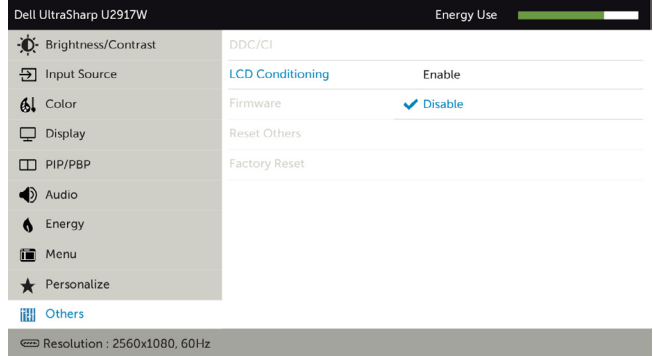 Dell UltraSharp U2917W
Energy Use
Brightness/Contrast
DDC/CI
Input Source
LCD Conditioning
Enable
Color
Firmware
Disable
Display
Reset Others
PIP/PBP
Factory Reset
Audio
Energy
Menu
Personalize
Others
Resolution : 2560x1080, 60Hz